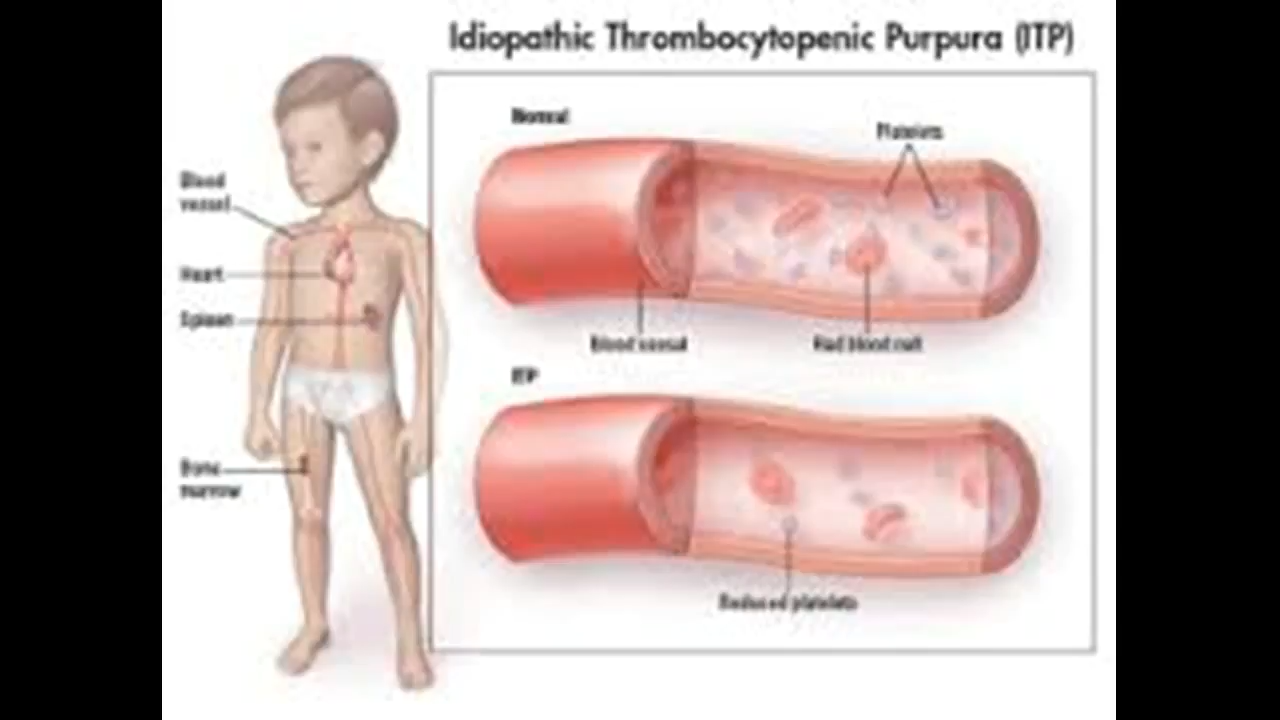 Idiopathic Thrombocytopenic Purpura (ITP)
Normal
Platelets
Blood
vessel
Heart
Spleen
Blood vessel
Red blood cell
ITP
Bone
marrow
Reduced platelets